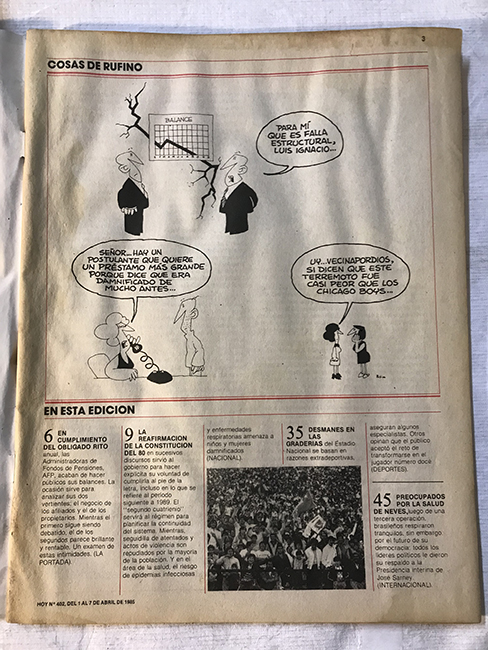 3
COSAS DE RUFINO
BALANCE
PARA MÍ
QUE ES FALLA
ESTRUCTURAL,
LUIS IGNACIO...
SEÑOR...HAY UN
POSTULANTE QUE QUIERE
UN PRÉSTAMO MÁS GRANDE
PORQUE DICE QUE ERA
DAMNIFICADO DE
MUCHO ANTES...
UY...VECINAPORDIOS,
SI DICEN QUE ESTE
TERREMOTO FUE
CASI PEOR QUE LOS
CHICAGO BOYS...
EN ESTA EDICION
6 EN
CUMPLIMIENTO
DEL OBLIGADO RITO
anual, las
Administradoras de
Fondos de Pensiones,
AFP, acaban de hacer
públicos sus balances. La
ocasión sirve para
analizar sus dos
vertientes: el negocio de
los afiliados y el de los
propietarios. Mientras el
primero sigue siendo
debatido, el de los
segundos parece brillante
y rentable. Un examen de
estas intimidades. (LA
PORTADA)
9 LA
REAFIRMACION DE
LA CONSTITUCION
DEL 80 en sucesivos
discursos sirvió al
gobierno para hacer
explícita su voluntad de
cumplirla al pie de la
letra, incluso en lo que se
refiere al período
siguiente a 1989. El
"segundo cuatrienio"
servirá al régimen para
planificar la continuidad
del sistema. Mientras,
seguidilla de atentados y
actos de violencia son
repudiados por la mayoría
de la población. Y en el
área de la salud, el riesgo
de epidemias infecciosas
y enfermedades
respiratorias amenaza a
niños y mujeres
damnificados
(NACIONAL).
35 DESMANES EN
LAS
GRADERIAS del Estadio
Nacional se basan en
razones extradeportivas,
aseguran algunos
especialistas. Otros
opinan que el público
aceptó el reto de
transformarse en el
jugador número doce
(DEPORTES).
45 PREOCUPADOS
POR LA SALUD
DE NEVES, luego de una
tercera operación,
brasileños respiraron
tranquilos, sin embargo
por el futuro de su
democracia: todos los
líderes políticos le dieron
su respaldo a la
Presidencia interina de
José Sarney
(INTERNACIONAL).
HOY N° 402, DEL 1 AL 7 DE ABRIL DE 1985